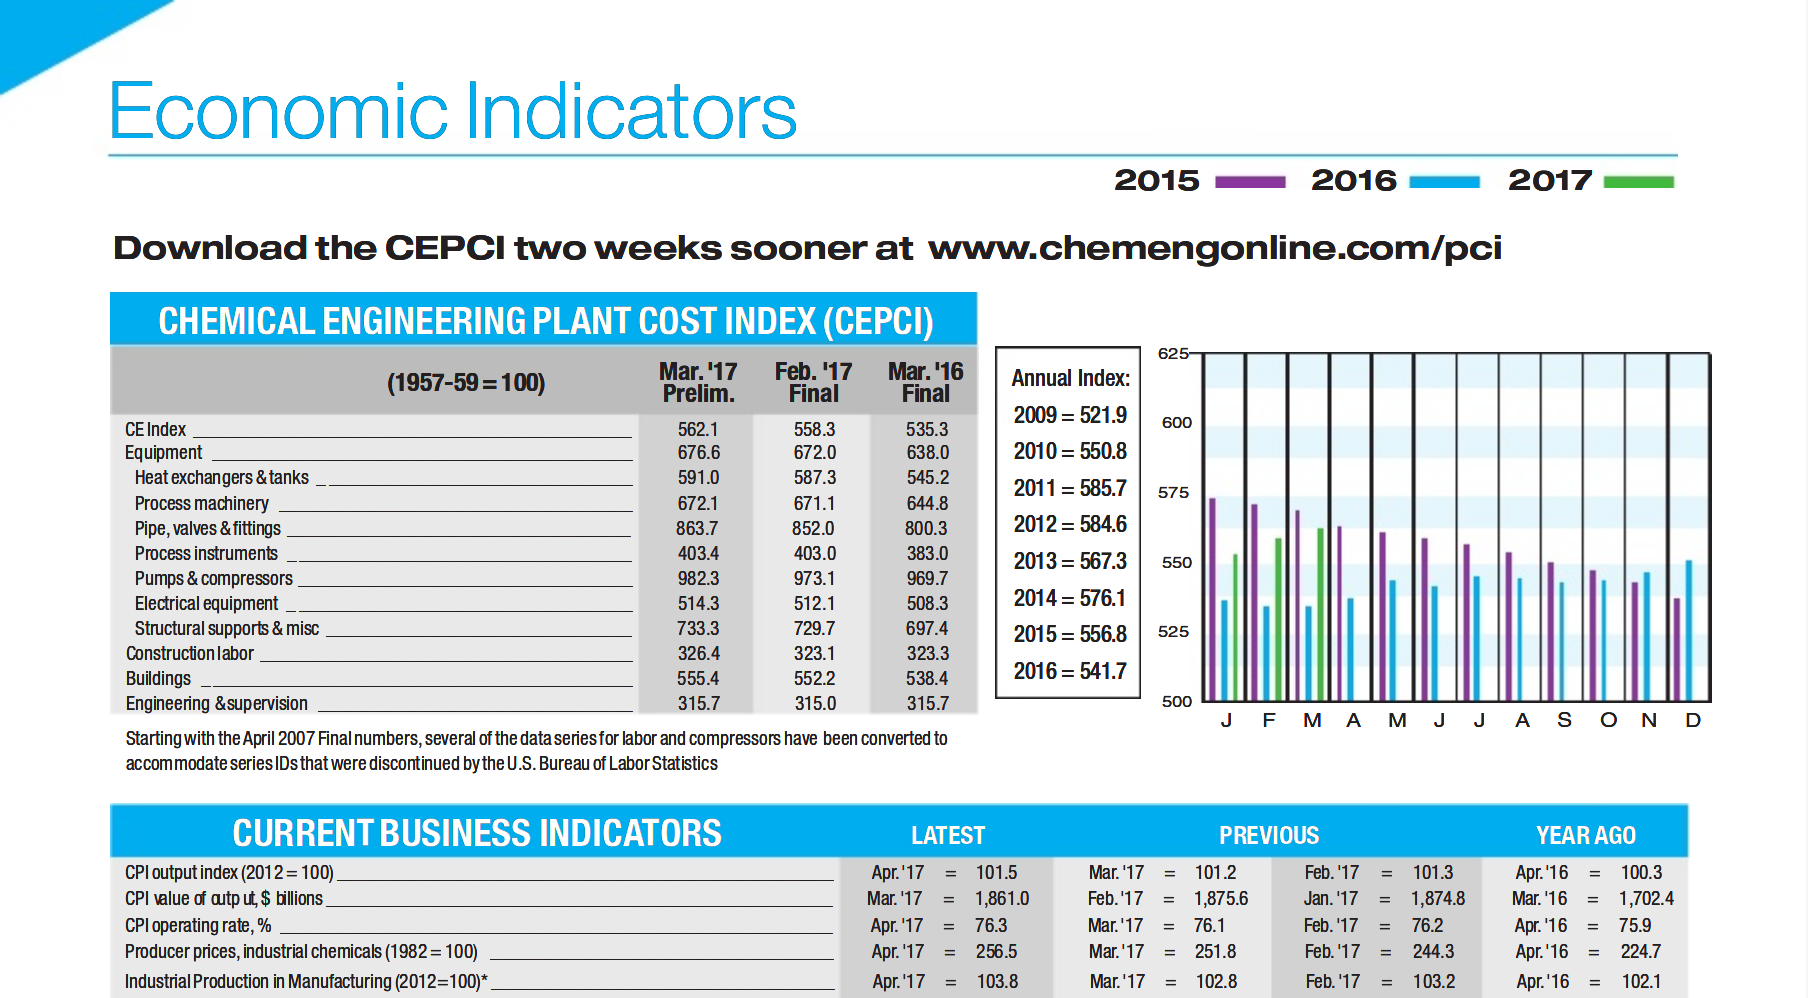 Economic Indicators
2015 2016 2017
Download the CEPCI two weeks sooner at www.chemengonline.com/pci
CHEMICAL ENGINEERING PLANT COST INDEX (CEPCI)
(1957-59 = 100) Mar. '17 Prelim. Feb. '17 Final Mar. '16 Final
CE Index 562.1 558.3 535.3
Equipment 676.6 672.0 638.0
Heat exchangers & tanks 591.0 587.3 545.2
Process machinery 672.1 671.1 644.8
Pipe, valves & fittings 863.7 852.0 800.3
Process instruments 403.4 403.0 383.0
Pumps & compressors 982.3 973.1 969.7
Electrical equipment 514.3 512.1 508.3
Structural supports & misc 733.3 729.7 697.4
Construction labor 326.4 323.1 323.3
Buildings 555.4 552.2 538.4
Engineering & supervision 315.7 315.0 315.7
Starting with the April 2007 Final numbers, several of the data series for labor and compressors have been converted to
accommodate series IDs that were discontinued by the U.S. Bureau of Labor Statistics
Annual Index:
2009 = 521.9
2010 = 550.8
2011 = 585.7
2012 = 584.6
2013 = 567.3
2014 = 576.1
2015 = 556.8
2016 = 541.7
625
600
575
550
525
500
J F M A M J J A S O N D
CURRENT BUSINESS INDICATORS LATEST PREVIOUS YEAR AGO
CPI output index (2012 = 100) Apr. '17 = 101.5 Mar. '17 = 101.2 Feb. '17 = 101.3 Apr. '16 = 100.3
CPI value of output, $ billions Mar. '17 = 1,861.0 Feb. '17 = 1,875.6 Jan. '17 = 1,874.8 Mar. '16 = 1,702.4
CPI operating rate, % Apr. '17 = 76.3 Mar. '17 = 76.1 Feb. '17 = 76.2 Apr. '16 = 75.9
Producer prices, industrial chemicals (1982 = 100) Apr. '17 = 256.5 Mar. '17 = 251.8 Feb. '17 = 244.3 Apr. '16 = 224.7
Industrial Production in Manufacturing (2012=100)* Apr. '17 = 103.8 Mar. '17 = 102.8 Feb. '17 = 103.2 Apr. '16 = 102.1